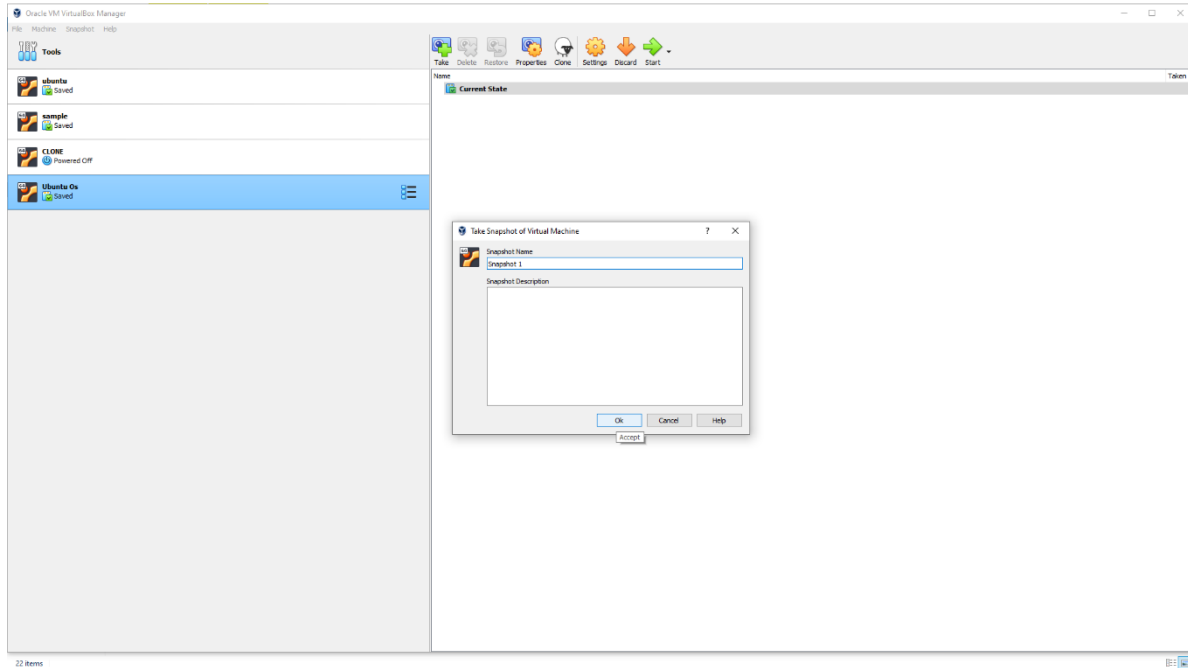 Oracle VM VirtualBox Manager
File Machine Snapshot Help
Tools
Take Delete Restore Properties Clone Settings Discard Start
Name Taken
Current State
ubuntu
Saved
sample
Saved
CLONE
Powered Off
Ubuntu Os
Saved
Take Snapshot of Virtual Machine
?
Snapshot Name
Snapshot 1
Snapshot Description
Ok Cancel Help
Accept
22 items